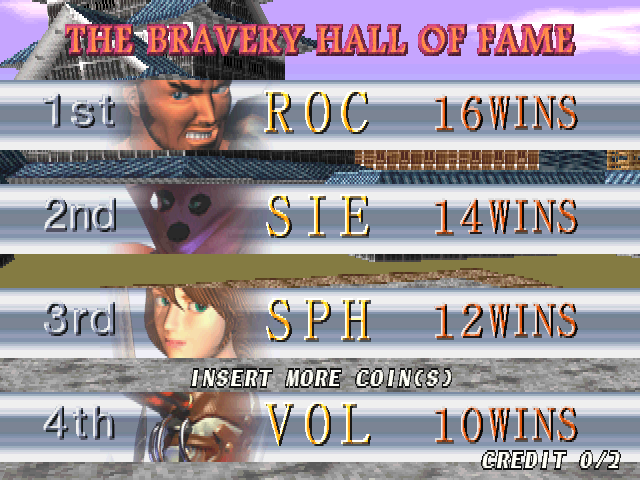 THE BRAVERY HALL OF FAME
1st ROC 16WINS
2nd SIE 14WINS
3rd SPH 12WINS
INSERT MORE COIN(S)
4th VOL 10WINS
CREDIT 0/2